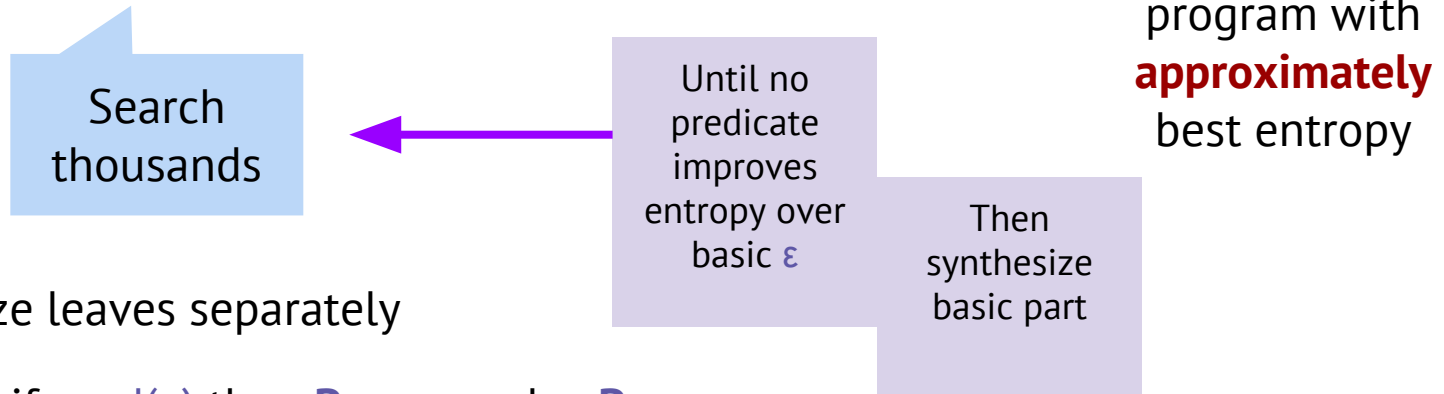 program with
approximately
best entropy
Search
thousands
Until no
predicate
improves
entropy over
basic ε
Then
synthesize
basic part
leaves separately